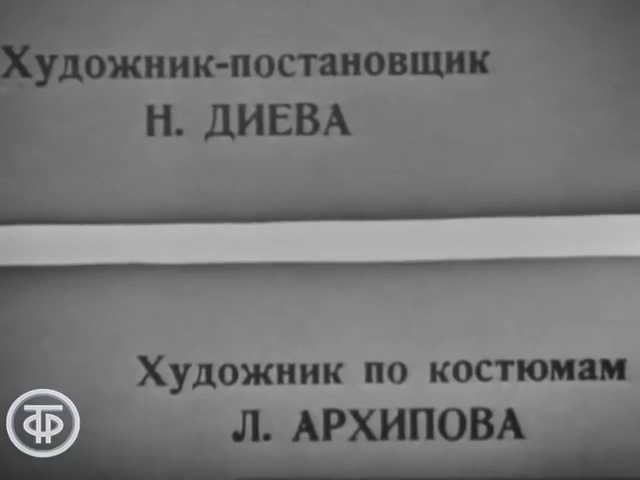 Художник-постановщик
Н. ДИЕВА
Художник по костюмам
Л. АРХИПОВА